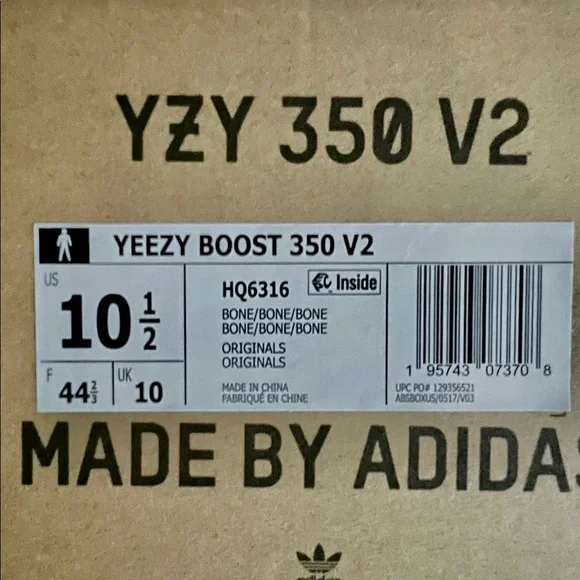 YZY 350 V2
YEEZY BOOST 350 V2
US
10 1/2
HQ6316
Inside
BONE/BONE/BONE
BONE/BONE/BONE
ORIGINALS
ORIGINALS
MADE IN CHINA
FABRIQUÉ EN CHINE
F
44 2/3
UK
10
1 95743 07370 8
UPC PO# 129356521
ABSBOXUS/0517/V03
MADE BY ADIDAS
adidas